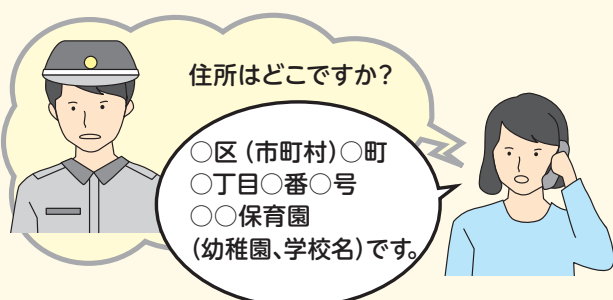 住所はどこですか?
○区(市町村)○町
○丁目○番○号
○○保育園
(幼稚園、学校名)です。